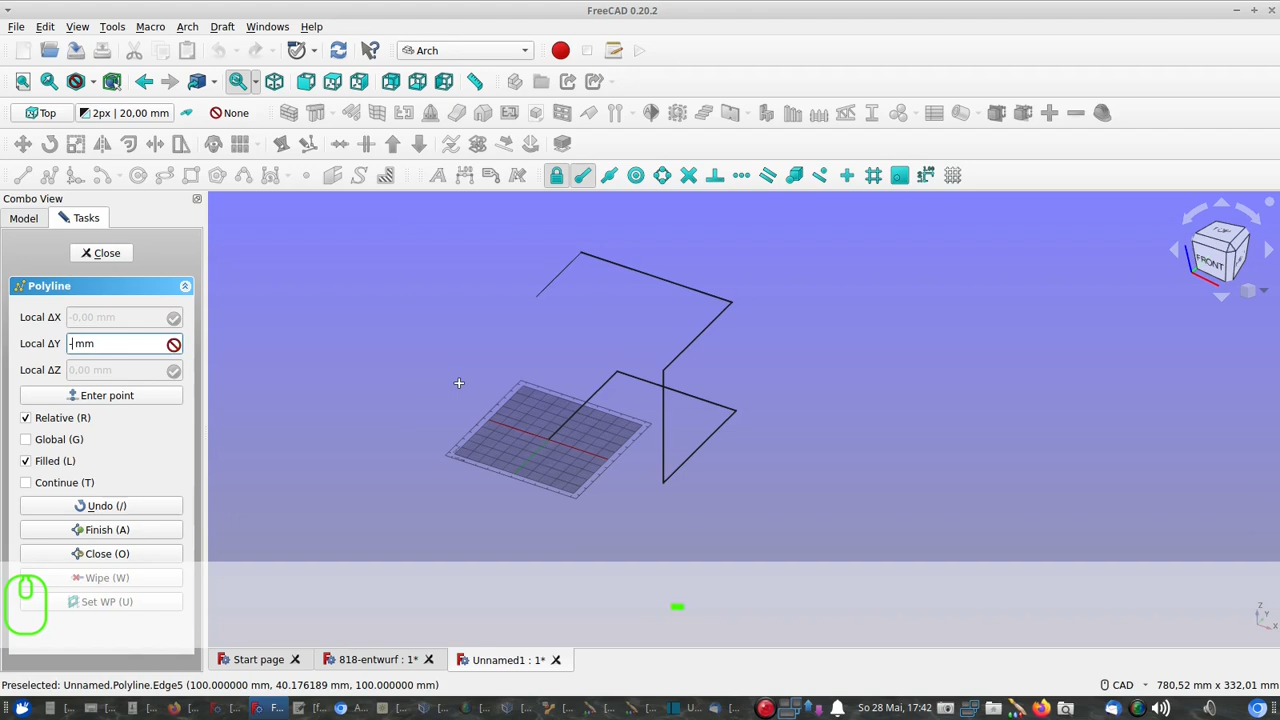 FreeCAD 0.20.2
File Edit View Tools Macro Arch Draft Windows Help
Arch
Top 2px | 20.00 mm None
Combo View
Model Tasks
Close
Polyline
Local ΔX -0,00 mm
Local ΔY - mm
Local ΔZ 0,00 mm
Enter point
Relative (R)
Global (G)
Filled (L)
Continue (T)
Undo (/)
Finish (A)
Close (O)
Wipe (W)
Set WP (U)
TOP
FRONT
Z
Y
X
-
Start page 818-entwurf : 1* Unnamed1 : 1*
Preselected: Unnamed.Polyline.Edge5 (100.000000 mm, 40.176189 mm, 100.000000 mm) CAD 780,52 mm x 332,01 mm
So 28 Mai, 17:42